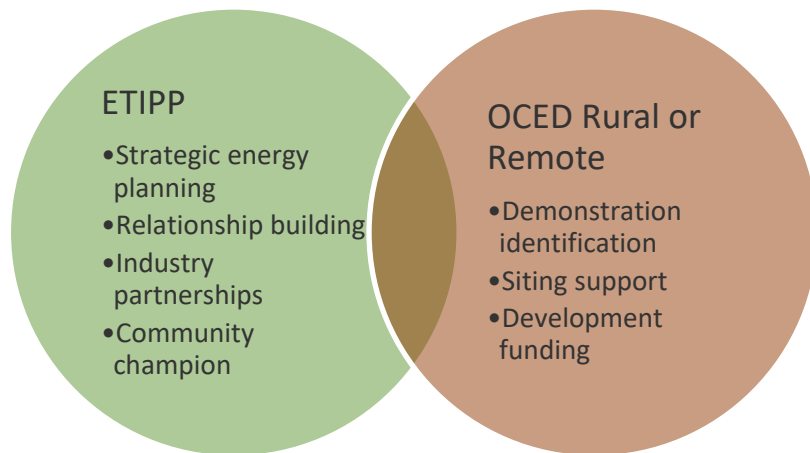 ETIPP
•Strategic energy
planning
•Relationship building
•Industry
partnerships
•Community
champion
OCED Rural or
Remote
•Demonstration
identification
•Siting support
•Development
funding